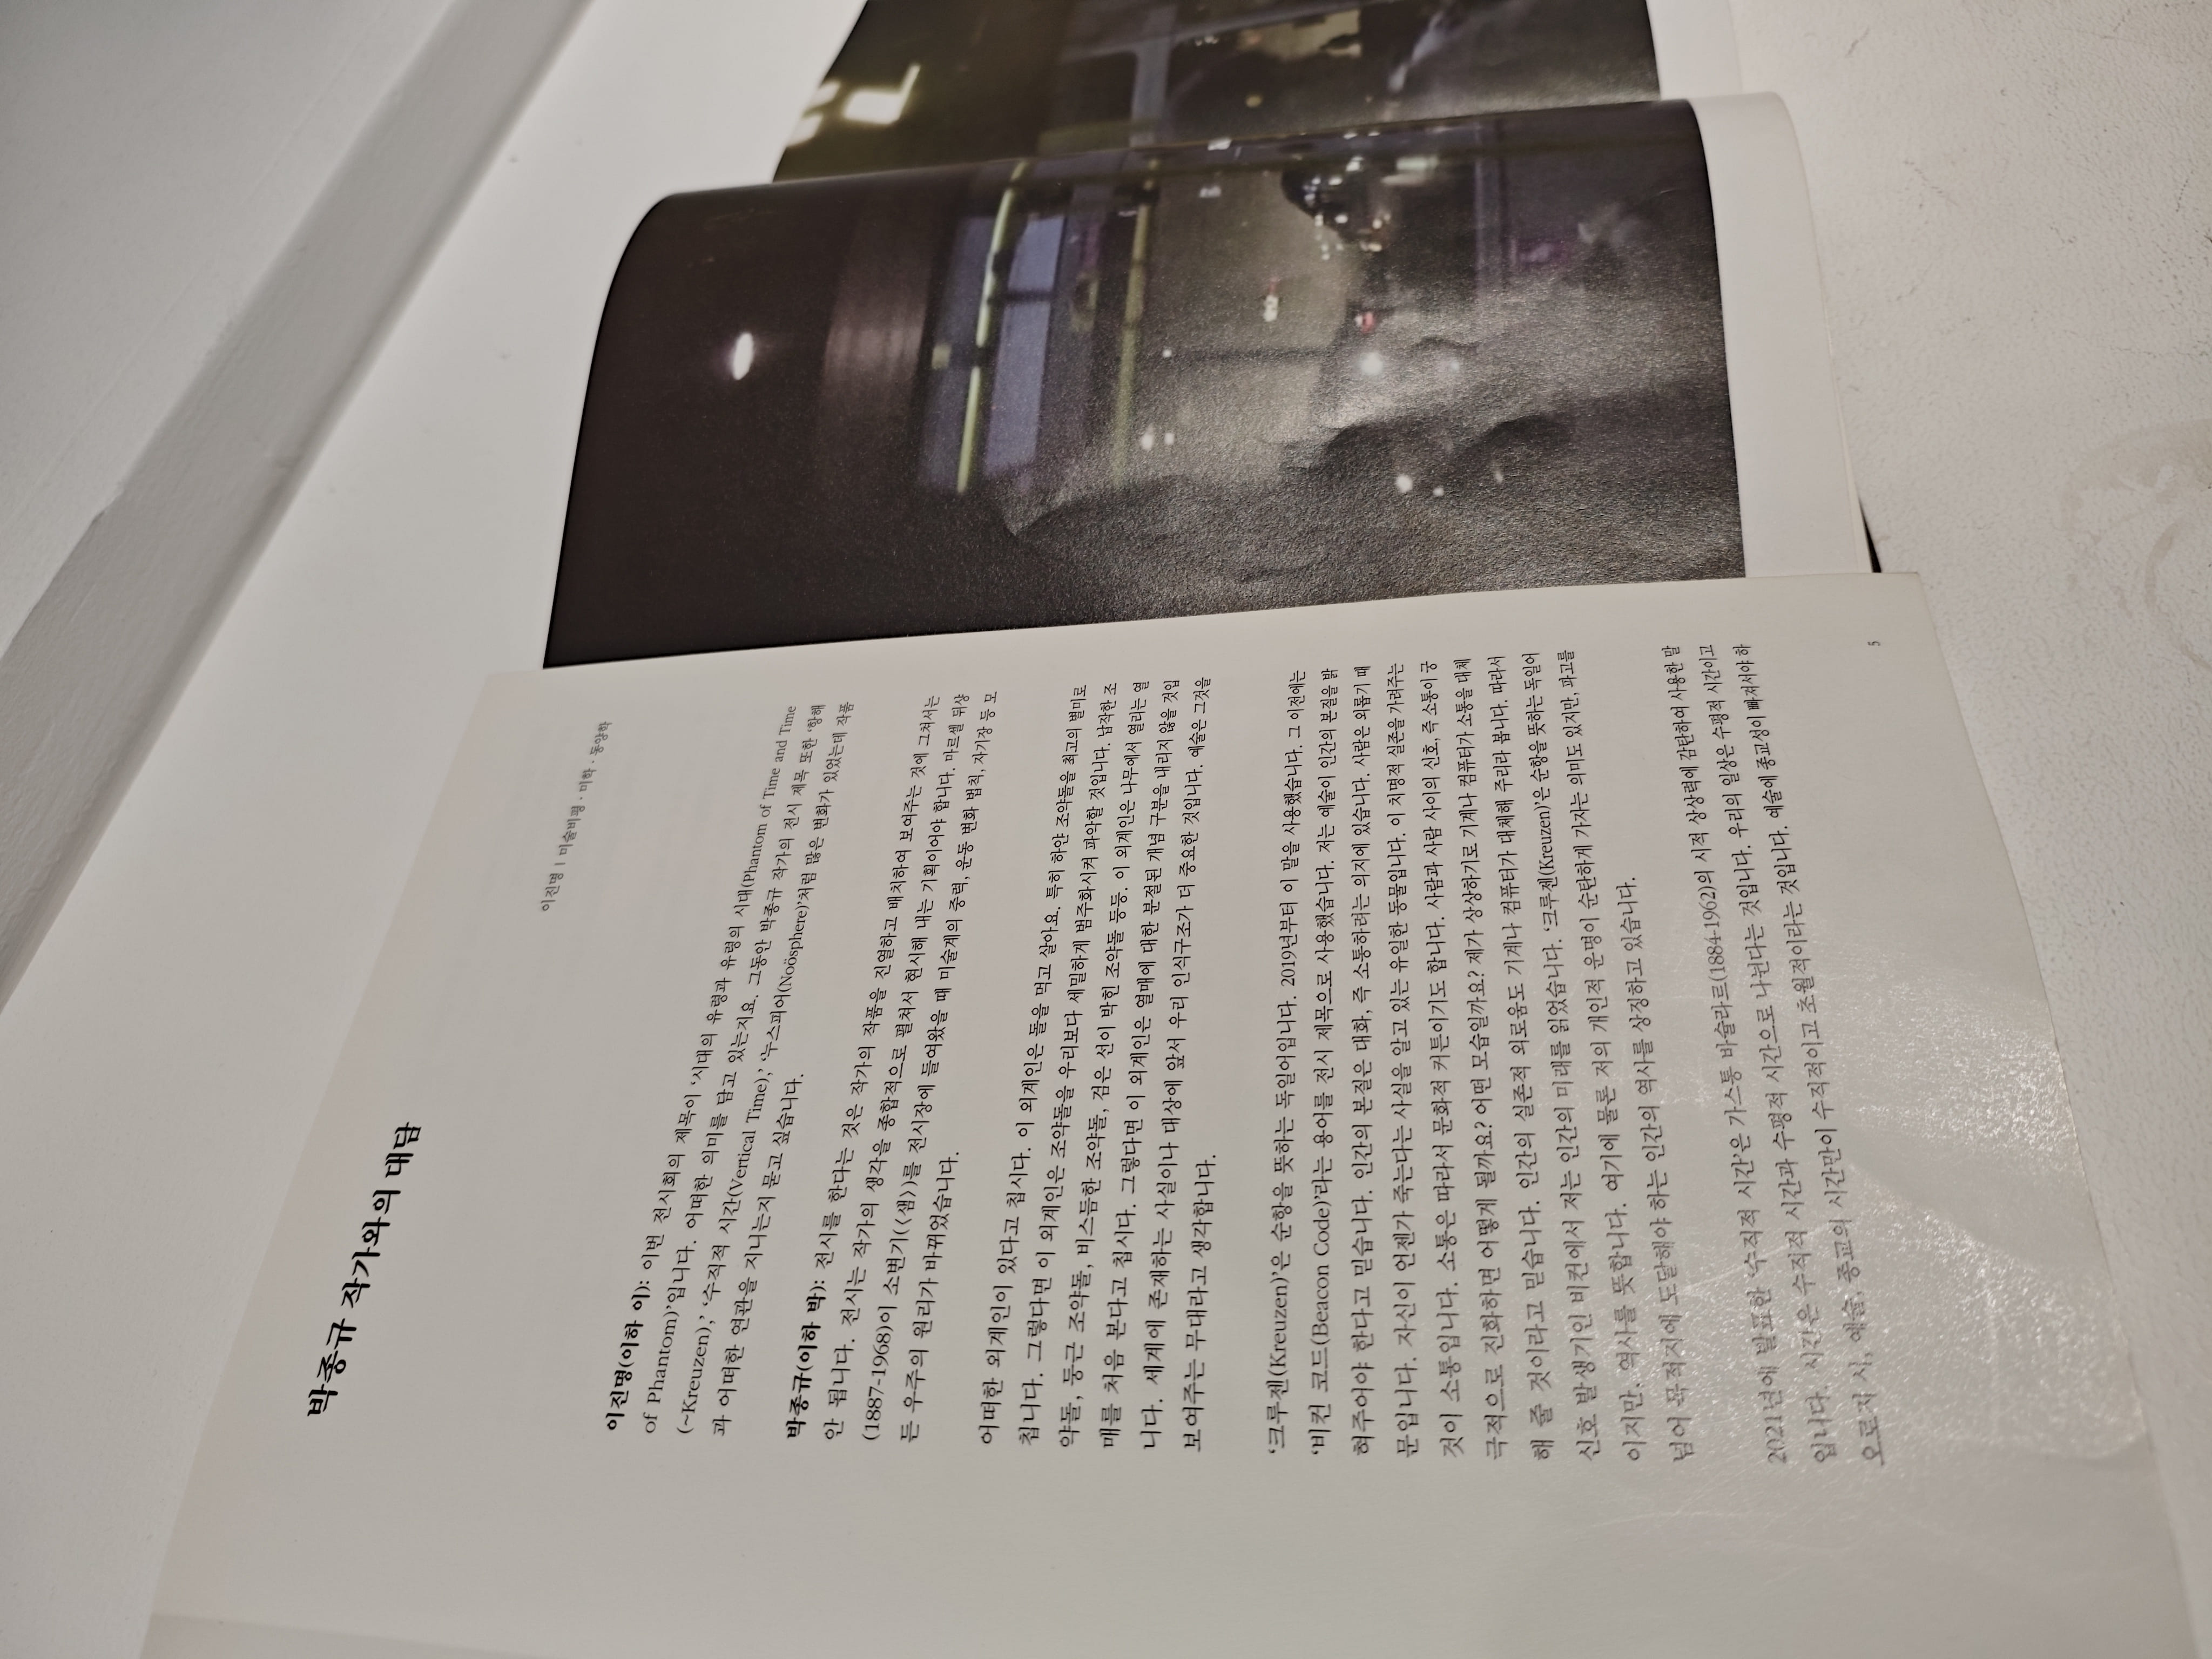 박종규 작가와의 대담
이진명 | 미술비평 · 미학 · 동양학
이진명(이하 이): 이번 전시회의 제목이 ‘시대의 유령과 유령의 시대(Phantom of Time and Time
of Phantom)’입니다. 어떠한 의미를 담고 있는지요. 그동안 박종규 작가의 전시 제목 또한 ‘항해
(~Kreuzen),’ ‘수직적 시간(Vertical Time),’ ‘누스피어(Noösphere)’처럼 많은 변화가 있었는데 작품
과 어떠한 연관을 지니는지 묻고 싶습니다.
박종규(이하 박): 전시를 한다는 것은 작가의 작품을 진열하고 배치하여 보여주는 것에 그쳐서는
안 됩니다. 전시는 작가의 생각을 종합적으로 펼쳐서 현시해 내는 기획이어야 합니다. 마르셀 뒤샹
(1887-1968)이 소변기(〈샘〉)를 전시장에 들여왔을 때 미술계의 중력, 운동 변화 법칙, 자기장 등 모
든 우주의 원리가 바뀌었습니다.
어떠한 외계인이 있다고 칩시다. 이 외계인은 돌을 먹고 살아요. 특히 하얀 조약돌을 최고의 별미로
칩니다. 그렇다면 이 외계인은 조약돌을 우리보다 세밀하게 범주화시켜 파악할 것입니다. 납작한 조
약돌, 둥근 조약돌, 비스듬한 조약돌, 검은 선이 박힌 조약돌 등등. 이 외계인은 나무에서 열리는 열
매를 처음 본다고 칩시다. 그렇다면 이 외계인은 열매에 대한 분절된 개념 구분을 내리지 않을 것입
니다. 세계에 존재하는 사실이나 대상에 앞서 우리 인식구조가 더 중요한 것입니다. 예술은 그것을
보여주는 무대라고 생각합니다.
‘크루젠(Kreuzen)’은 순항을 뜻하는 독일어입니다. 2019년부터 이 말을 사용했습니다. 그 이전에는
‘비컨 코드(Beacon Code)’라는 용어를 전시 제목으로 사용했습니다. 저는 예술이 인간의 본질을 밝
혀주어야 한다고 믿습니다. 인간의 본질은 대화, 즉 소통하려는 의지에 있습니다. 사람은 외롭기 때
문입니다. 자신이 언젠가 죽는다는 사실을 알고 있는 유일한 동물입니다. 이 치명적 실존을 가려주는
것이 소통입니다. 소통은 따라서 문화적 커튼이기도 합니다. 사람과 사람 사이의 신호, 즉 소통이 궁
극적으로 진화하면 어떻게 될까요? 어떤 모습일까요? 제가 상상하기로 기계나 컴퓨터가 소통을 대체
해 줄 것이라고 믿습니다. 인간의 실존적 외로움도 기계나 컴퓨터가 대체해 주리라 봅니다. 따라서
신호 발생기인 비컨에서 저는 인간의 미래를 읽었습니다. ‘크루젠(Kreuzen)’은 순항을 뜻하는 독일어
이지만. 역사를 뜻합니다. 여기에 물론 저의 개인적 운명이 순탄하게 가자는 의미도 있지만, 파고를
넘어 목적지에 도달해야 하는 인간의 역사를 상징하고 있습니다.
2021년에 발표한 ‘수직적 시간’은 가스통 바슐라르(1884-1962)의 시적 상상력에 감탄하여 사용한 말
입니다. 시간은 수직적 시간과 수평적 시간으로 나뉜다는 것입니다. 우리의 일상은 수평적 시간이고
오로지 시, 예술, 종교의 시간만이 수직적이고 초월적이라는 것입니다. 예술에 종교성이 빠져서야 하
5